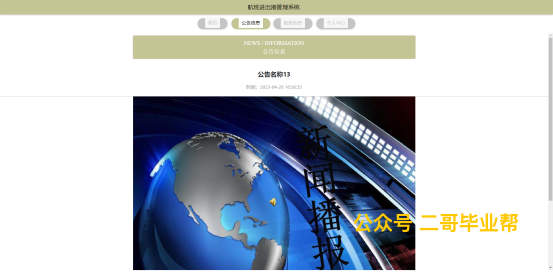 航班进出港管理系统
首页 公告信息 航班信息 个人中心
NEWS / INFORMATION
公告信息
公告名称13
时间：2023-04-26 16:56:33
新闻播报
公众号 二哥毕业帮